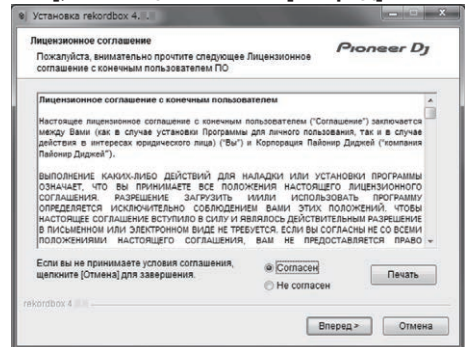 Установка rekordbox 4.
Лицензионное соглашение
Пожалуйста, внимательно прочтите следующее Лицензионное
соглашение с конечным пользователем ПО
Pioneer Dj
Лицензионное соглашение с конечным пользователем
Настоящее лицензионное соглашение с конечным пользователем ("Соглашение") заключается
между Вами (как в случае установки Программы для личного пользования, так и в случае
действия в интересах юридического лица) ("Вы") и Корпорация Пайонир Диджей ("компания
Пайонир Диджей").
ВЫПОЛНЕНИЕ КАКИХ-ЛИБО ДЕЙСТВИЙ ДЛЯ НАЛАДКИ ИЛИ УСТАНОВКИ ПРОГРАММЫ
ОЗНАЧАЕТ, ЧТО ВЫ ПРИНИМАЕТЕ ВСЕ ПОЛОЖЕНИЯ НАСТОЯЩЕГО ЛИЦЕНЗИОННОГО
СОГЛАШЕНИЯ. РАЗРЕШЕНИЕ ЗАГРУЗИТЬ И/ИЛИ ИСПОЛЬЗОВАТЬ ПРОГРАММУ
ОПРЕДЕЛЯЕТСЯ ИСКЛЮЧИТЕЛЬНО СОБЛЮДЕНИЕМ ВАМИ ЭТИХ ПОЛОЖЕНИЙ. ЧТОБЫ
НАСТОЯЩЕЕ СОГЛАШЕНИЕ ВСТУПИЛО В СИЛУ И ЯВЛЯЛОСЬ ДЕЙСТВИТЕЛЬНЫМ РАЗРЕШЕНИЕ
В ПИСЬМЕННОМ ИЛИ ЭЛЕКТРОННОМ ВИДЕ НЕ ТРЕБУЕТСЯ. ЕСЛИ ВЫ СОГЛАСНЫ НЕ СО ВСЕМИ
ПОЛОЖЕНИЯМИ НАСТОЯЩЕГО СОГЛАШЕНИЯ, ВАМ НЕ ПРЕДОСТАВЛЯЕТСЯ ПРАВО
Если вы не принимаете условия соглашения,
щелкните [Отмена] для завершения.
Согласен
Не согласен
Печать
rekordbox 4
Вперед >
Отмена